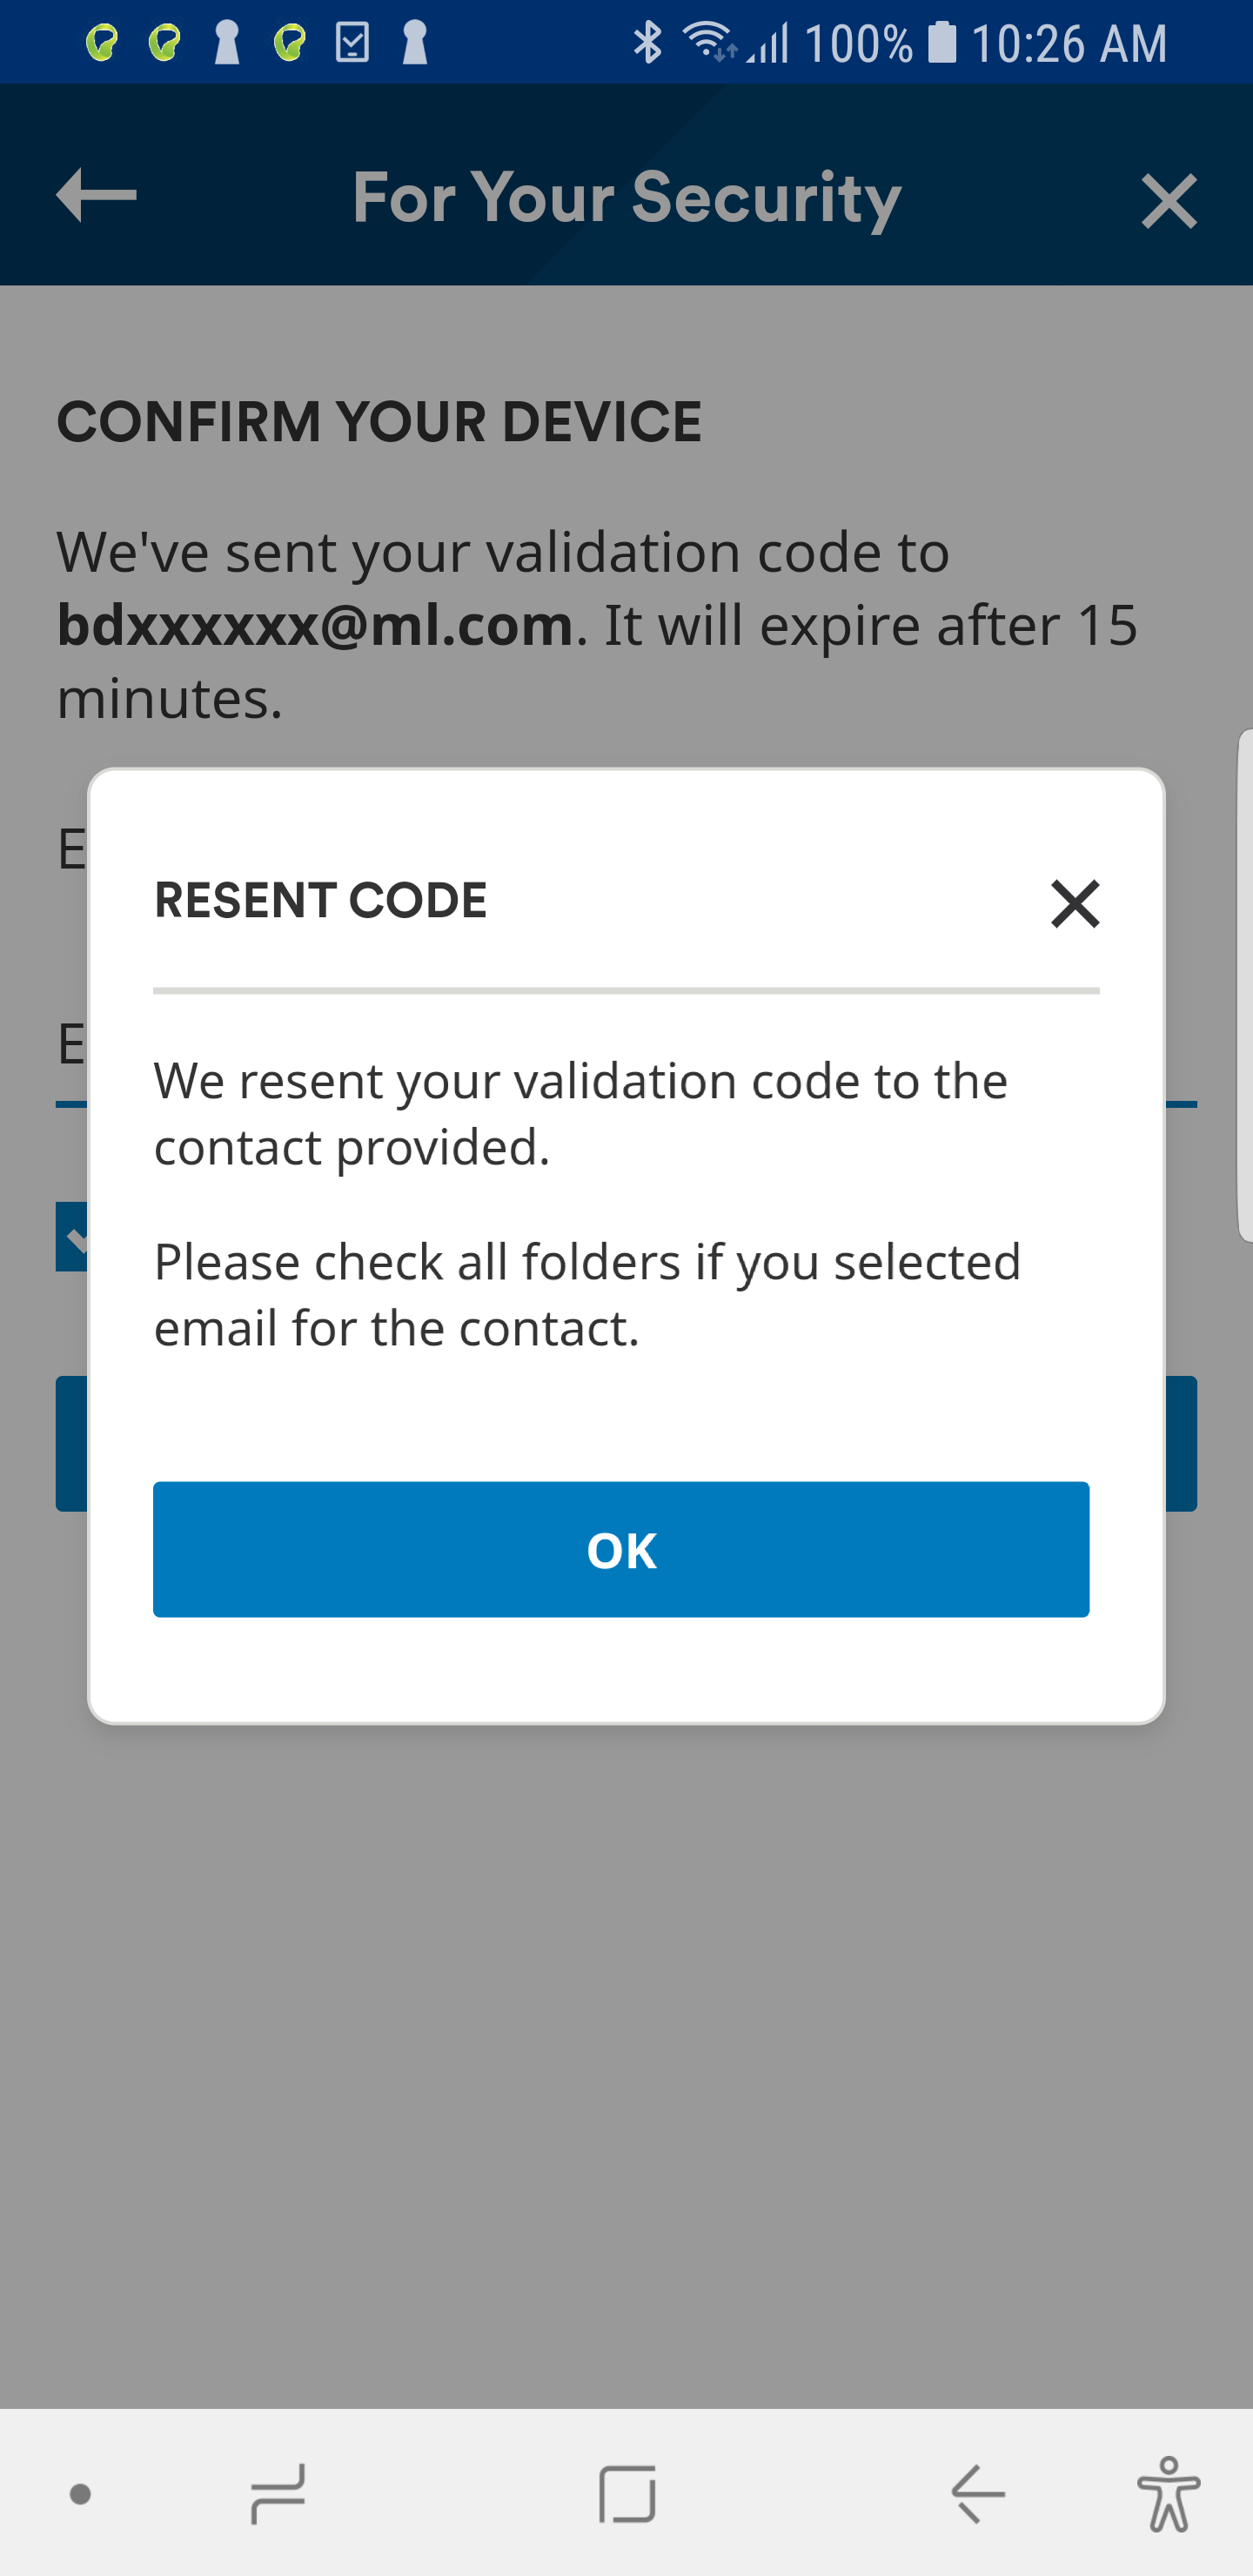 100% 10:26 AM
For Your Security
CONFIRM YOUR DEVICE
We've sent your validation code to
bdxxxxxx@ml.com. It will expire after 15
minutes.
E
RESENT CODE
E
We resent your validation code to the
contact provided.
Please check all folders if you selected
email for the contact.
OK